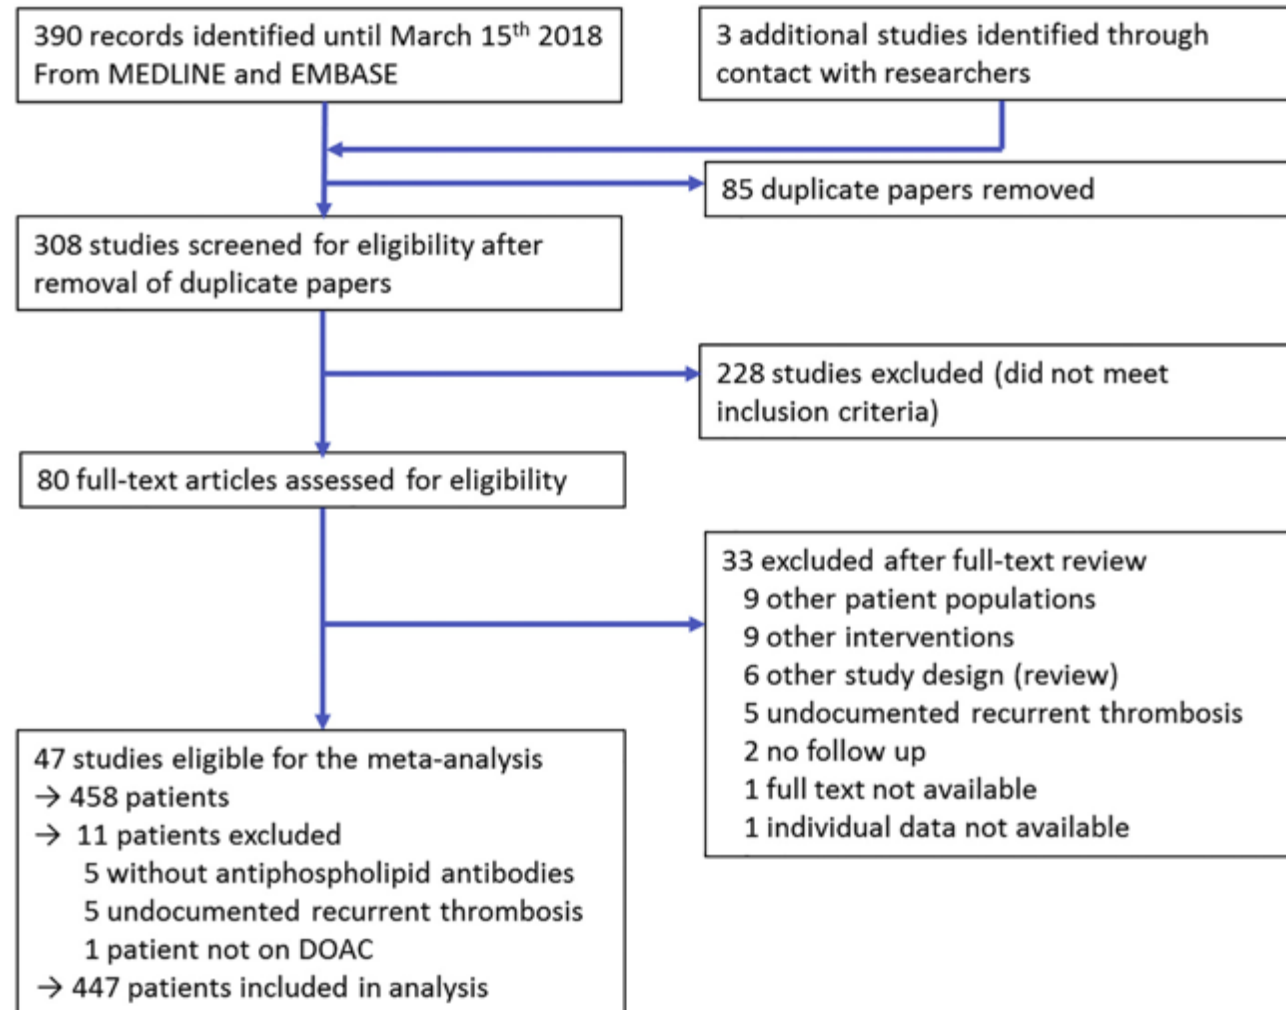 390 records identified until March 15th 2018
From MEDLINE and EMBASE
3 additional studies identified through
contact with researchers
85 duplicate papers removed
308 studies screened for eligibility after
removal of duplicate papers
228 studies excluded (did not meet
inclusion criteria)
80 full-text articles assessed for eligibility
33 excluded after full-text review
9 other patient populations
9 other interventions
6 other study design (review)
5 undocumented recurrent thrombosis
2 no follow up
1 full text not available
1 individual data not available
47 studies eligible for the meta-analysis
→ 458 patients
→ 11 patients excluded
5 without antiphospholipid antibodies
5 undocumented recurrent thrombosis
1 patient not on DOAC
→ 447 patients included in analysis